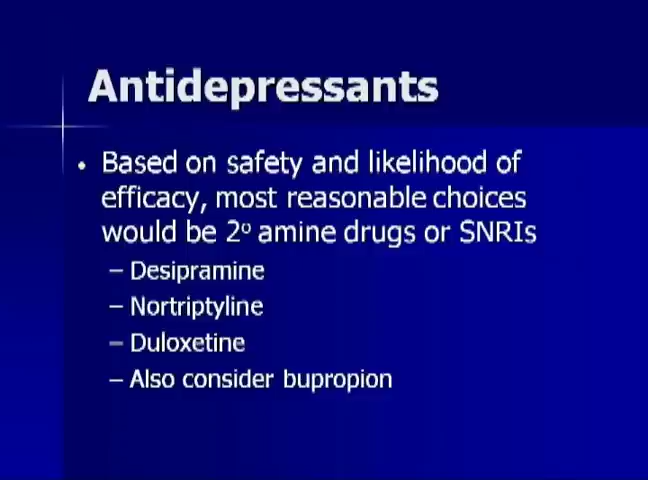 Antidepressants
• Based on safety and likelihood of
efficacy, most reasonable choices
would be 2º amine drugs or SNRIs
– Desipramine
– Nortriptyline
– Duloxetine
– Also consider bupropion